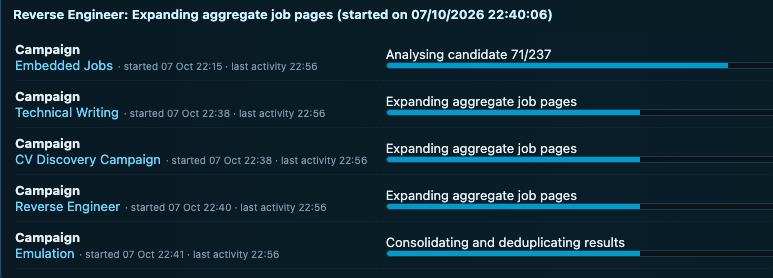 Reverse Engineer: Expanding aggregate job pages (started on 07/10/2026 22:40:06)
Campaign
Embedded Jobs · started 07 Oct 22:15 · last activity 22:56
Analysing candidate 71/237
Campaign
Technical Writing · started 07 Oct 22:38 · last activity 22:56
Expanding aggregate job pages
Campaign
CV Discovery Campaign · started 07 Oct 22:38 · last activity 22:56
Expanding aggregate job pages
Campaign
Reverse Engineer · started 07 Oct 22:40 · last activity 22:56
Expanding aggregate job pages
Campaign
Emulation · started 07 Oct 22:41 · last activity 22:56
Consolidating and deduplicating results